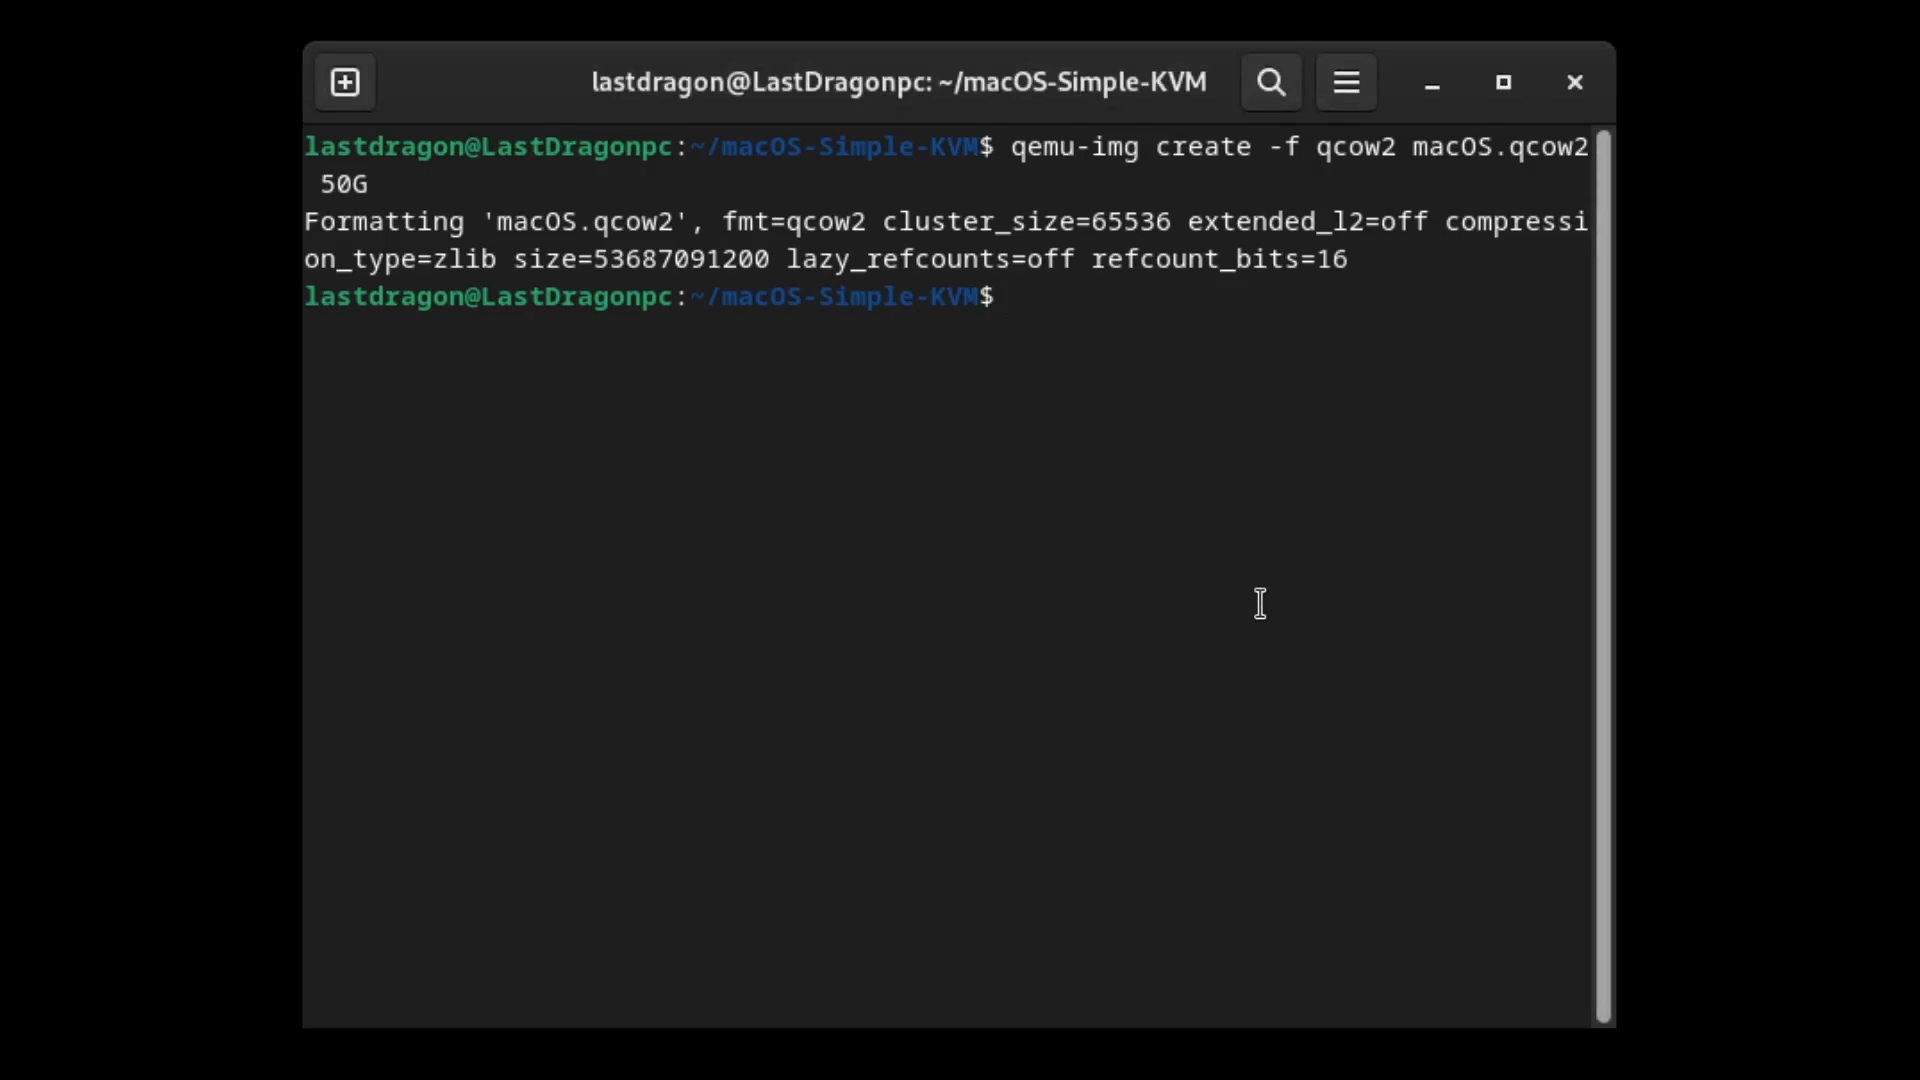 lastdragon@LastDragonpc: ~/macOS-Simple-KVM
lastdragon@LastDragonpc:~/macOS-Simple-KVM$ qemu-img create -f qcow2 macOS.qcow2
 50G
Formatting 'macOS.qcow2', fmt=qcow2 cluster_size=65536 extended_l2=off compressi
on_type=zlib size=53687091200 lazy_refcounts=off refcount_bits=16
lastdragon@LastDragonpc:~/macOS-Simple-KVM$